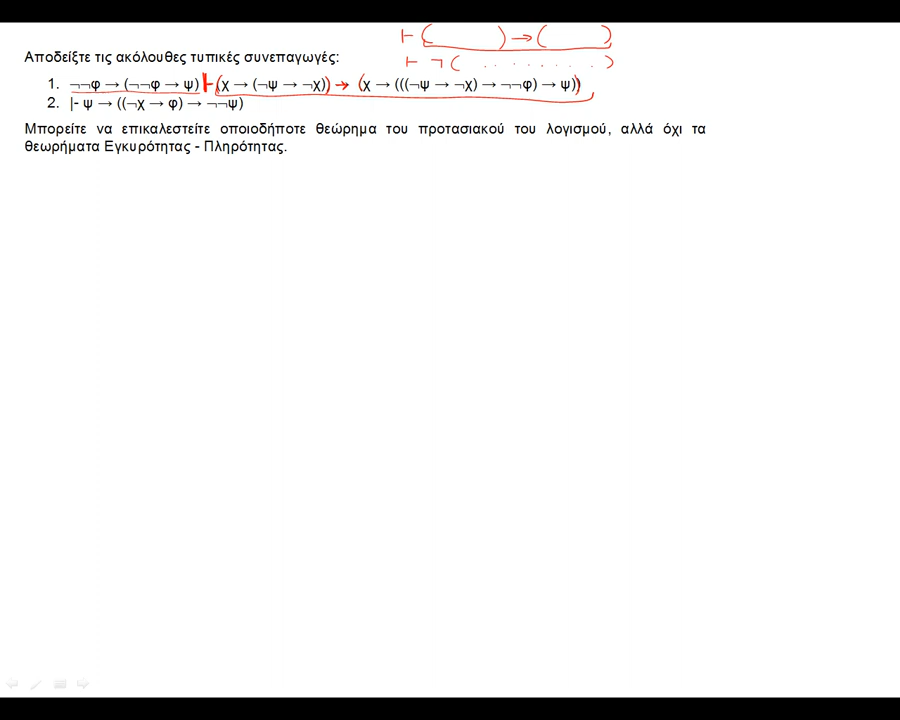 ⊢ ( ) → ( )
Αποδείξτε τις ακόλουθες τυπικές συνεπαγωγές:
⊢ ¬ ( . . . . . . . . )
1. ¬¬φ → (¬¬φ → ψ) ⊢ (χ → (¬ψ → ¬χ)) → (χ → (((¬ψ → ¬χ) → ¬¬φ) → ψ))
2. |- ψ → ((¬χ → φ) → ¬¬ψ)
Μπορείτε να επικαλεστείτε οποιοδήποτε θεώρημα του προτασιακού του λογισμού, αλλά όχι τα
θεωρήματα Εγκυρότητας - Πληρότητας.